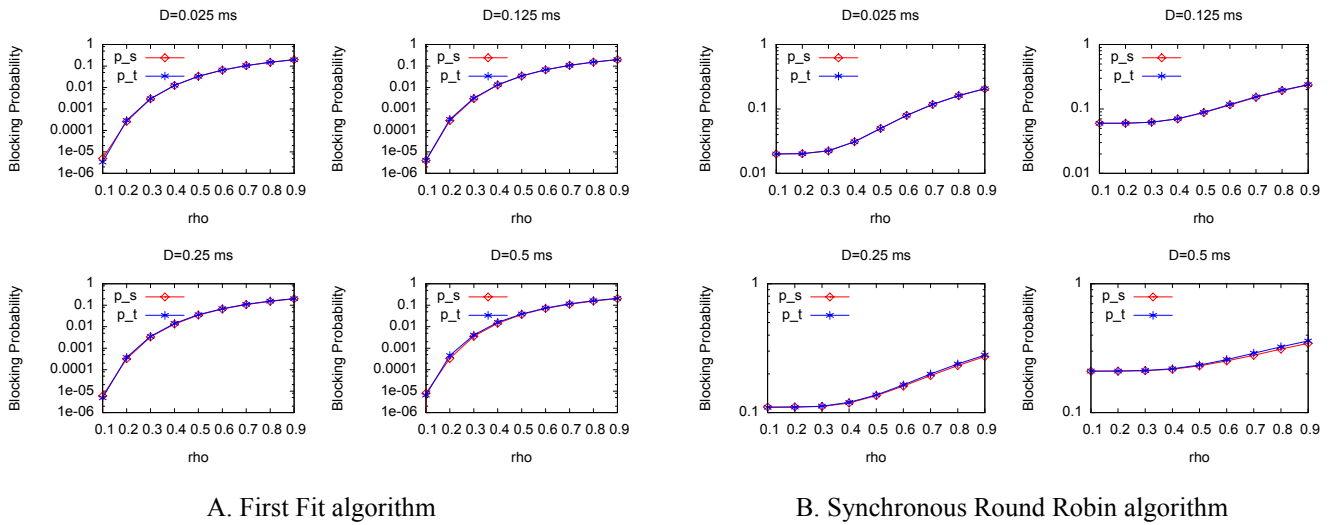 D=0.025 ms
Blocking Probability
1
0.1
0.01
0.001
0.0001
1e-05
1e-06
p_s
p_t
0.1 0.2 0.3 0.4 0.5 0.6 0.7 0.8 0.9
rho
D=0.125 ms
Blocking Probability
1
0.1
0.01
0.001
0.0001
1e-05
1e-06
p_s
p_t
0.1 0.2 0.3 0.4 0.5 0.6 0.7 0.8 0.9
rho
D=0.25 ms
Blocking Probability
1
0.1
0.01
0.001
0.0001
1e-05
1e-06
p_s
p_t
0.1 0.2 0.3 0.4 0.5 0.6 0.7 0.8 0.9
rho
D=0.5 ms
Blocking Probability
1
0.1
0.01
0.001
0.0001
1e-05
1e-06
p_s
p_t
0.1 0.2 0.3 0.4 0.5 0.6 0.7 0.8 0.9
rho
A. First Fit algorithm
D=0.025 ms
Blocking Probability
1
0.1
0.01
p_s
p_t
0.1 0.2 0.3 0.4 0.5 0.6 0.7 0.8 0.9
rho
D=0.125 ms
Blocking Probability
1
0.1
0.01
p_s
p_t
0.1 0.2 0.3 0.4 0.5 0.6 0.7 0.8 0.9
rho
D=0.25 ms
Blocking Probability
1
0.1
p_s
p_t
0.1 0.2 0.3 0.4 0.5 0.6 0.7 0.8 0.9
rho
D=0.5 ms
Blocking Probability
1
0.1
p_s
p_t
0.1 0.2 0.3 0.4 0.5 0.6 0.7 0.8 0.9
rho
B. Synchronous Round Robin algorithm